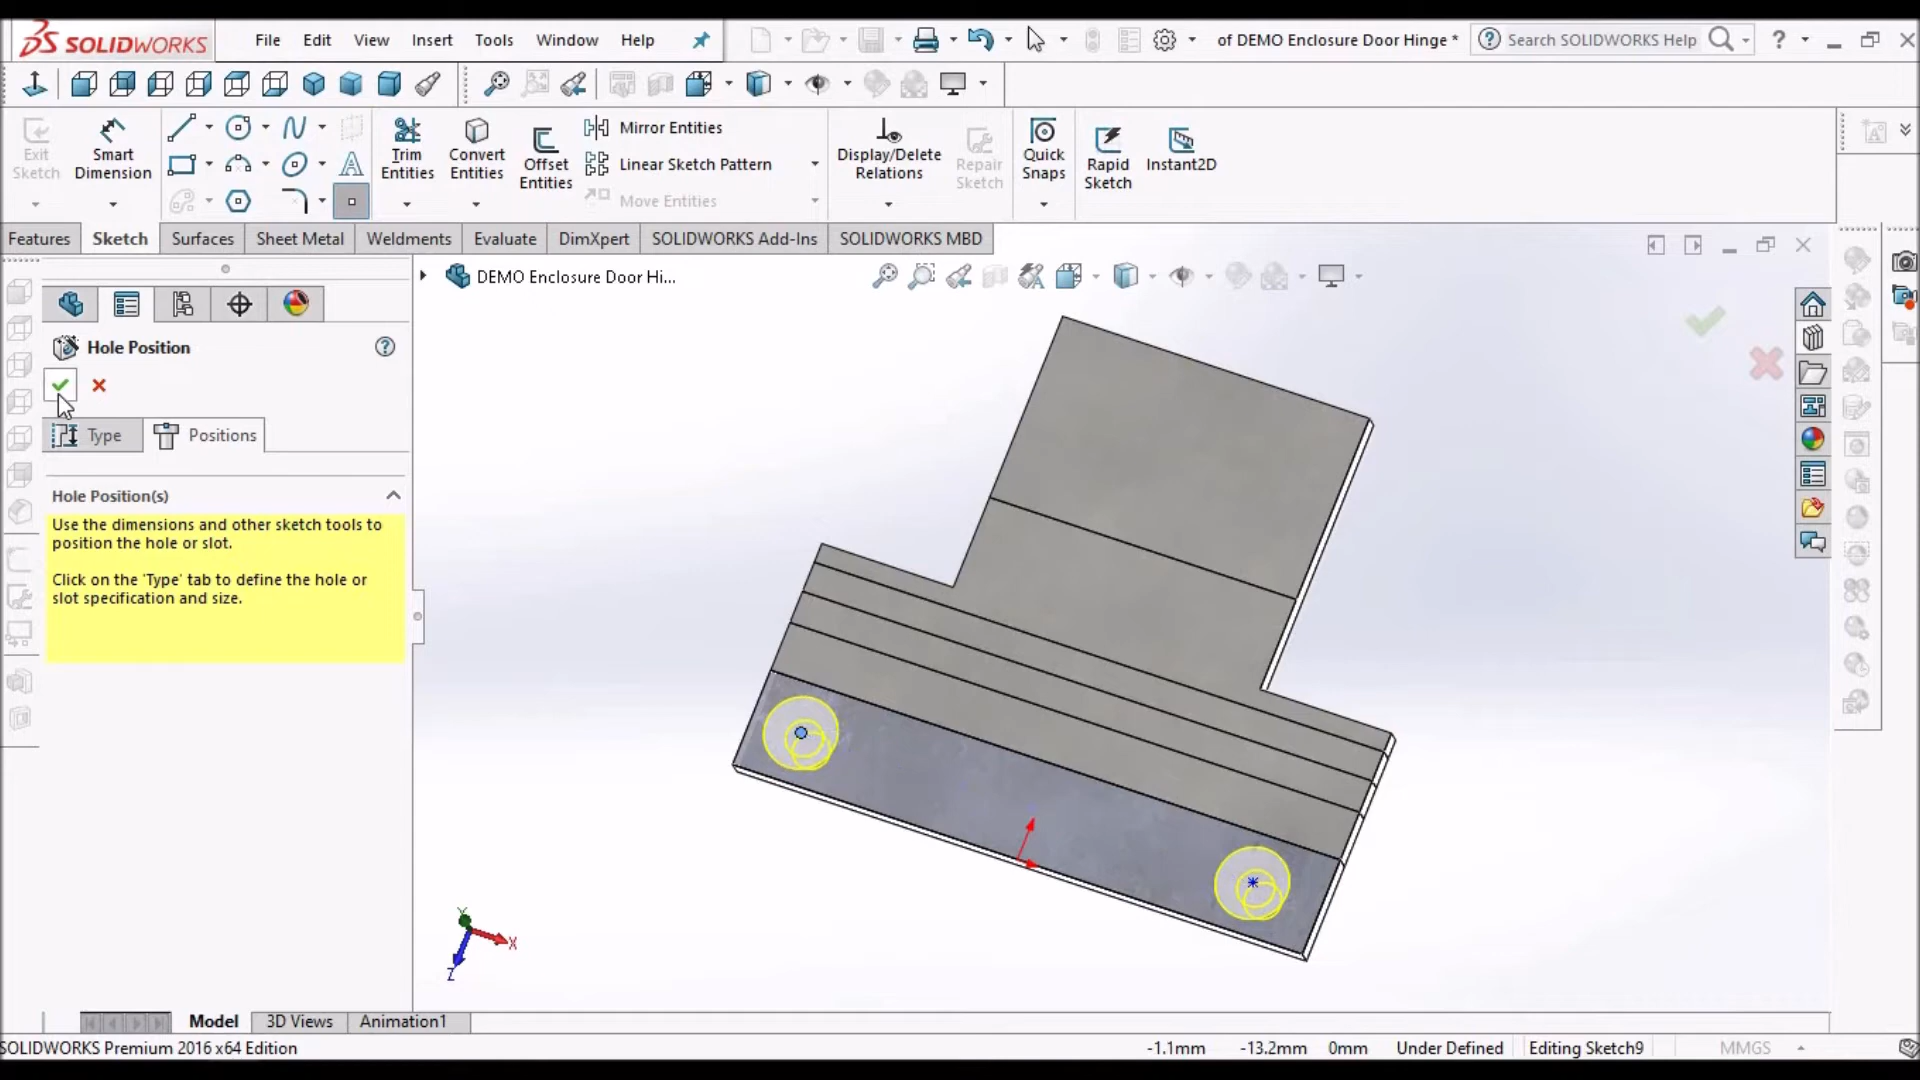 SOLIDWORKS File Edit View Insert Tools Window Help of DEMO Enclosure Door Hinge * Search SOLIDWORKS Help ?
Exit Sketch
Smart Dimension
Trim Entities
Convert Entities
Offset Entities
Mirror Entities
Linear Sketch Pattern
Move Entities
Display/Delete Relations
Repair Sketch
Quick Snaps
Rapid Sketch
Instant2D
Features Sketch Surfaces Sheet Metal Weldments Evaluate DimXpert SOLIDWORKS Add-Ins SOLIDWORKS MBD
DEMO Enclosure Door Hi...
Hole Position
Type Positions
Hole Position(s)
Use the dimensions and other sketch tools to
position the hole or slot.
Click on the 'Type' tab to define the hole or
slot specification and size.
Y
X
Z
Model 3D Views Animation1
SOLIDWORKS Premium 2016 x64 Edition -1.1mm -13.2mm 0mm Under Defined Editing Sketch9 MMGS